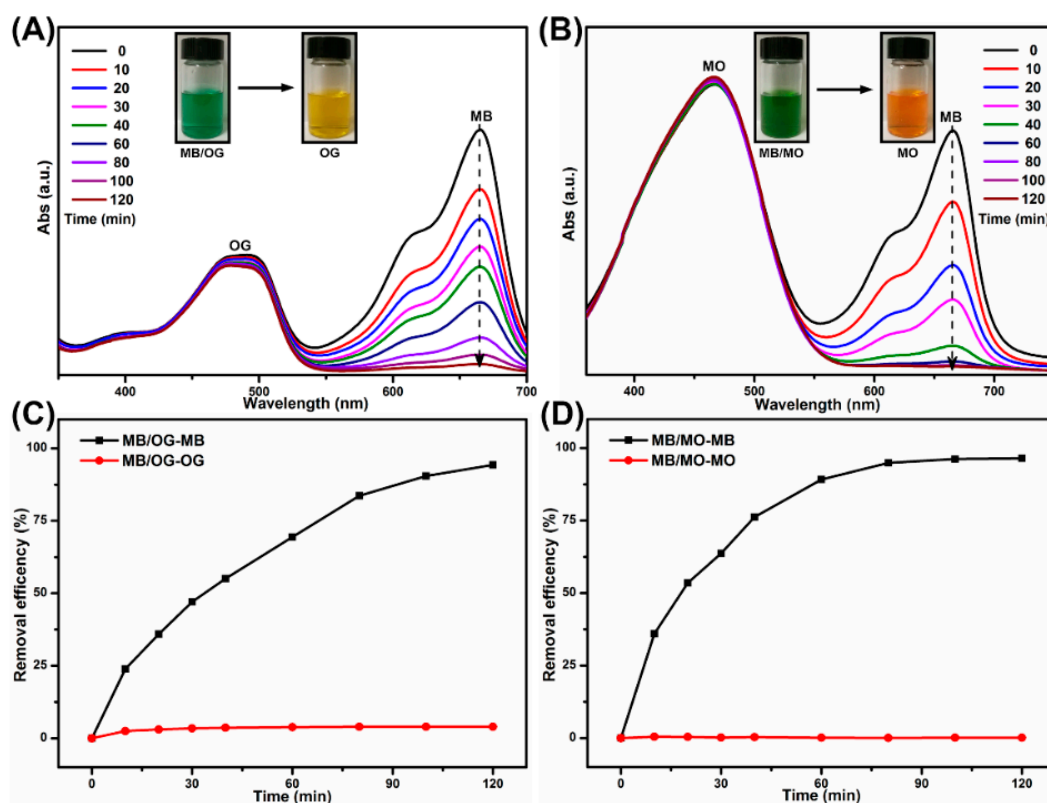 (A)
0
10
20
30
40
60
80
100
120
Time (min)
MB/OG
OG
MB
OG
Abs (a.u.)
400
500
600
700
Wavelength (nm)
(B)
MO
MB/MO
MO
MB
0
10
20
30
40
60
80
100
120
Time (min)
Abs (a.u.)
400
500
600
700
Wavelength (nm)
(C)
MB/OG-MB
MB/OG-OG
100
75
50
25
0
Removal efficency (%)
0
30
60
90
120
Time (min)
(D)
MB/MO-MB
MB/MO-MO
100
75
50
25
0
Removal efficency (%)
0
30
60
90
120
Time (min)